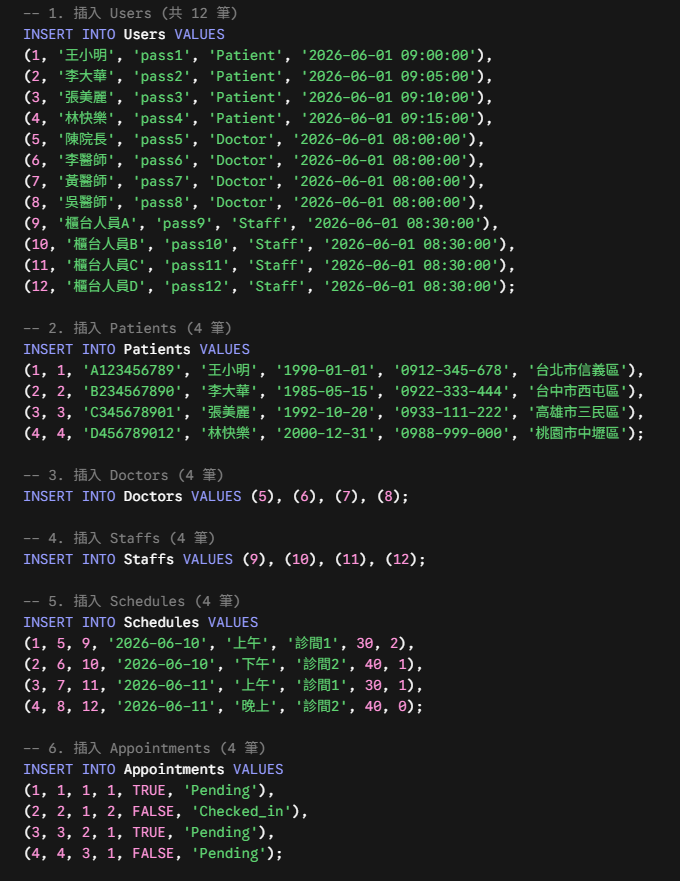 -- 1. 插入 Users (共 12 筆)
INSERT INTO Users VALUES
(1, '王小明', 'pass1', 'Patient', '2026-06-01 09:00:00'),
(2, '李大華', 'pass2', 'Patient', '2026-06-01 09:05:00'),
(3, '張美麗', 'pass3', 'Patient', '2026-06-01 09:10:00'),
(4, '林快樂', 'pass4', 'Patient', '2026-06-01 09:15:00'),
(5, '陳院長', 'pass5', 'Doctor', '2026-06-01 08:00:00'),
(6, '李醫師', 'pass6', 'Doctor', '2026-06-01 08:00:00'),
(7, '黃醫師', 'pass7', 'Doctor', '2026-06-01 08:00:00'),
(8, '吳醫師', 'pass8', 'Doctor', '2026-06-01 08:00:00'),
(9, '櫃台人員A', 'pass9', 'Staff', '2026-06-01 08:30:00'),
(10, '櫃台人員B', 'pass10', 'Staff', '2026-06-01 08:30:00'),
(11, '櫃台人員C', 'pass11', 'Staff', '2026-06-01 08:30:00'),
(12, '櫃台人員D', 'pass12', 'Staff', '2026-06-01 08:30:00');
-- 2. 插入 Patients (4 筆)
INSERT INTO Patients VALUES
(1, 1, 'A123456789', '王小明', '1990-01-01', '0912-345-678', '台北市信義區'),
(2, 2, 'B234567890', '李大華', '1985-05-15', '0922-333-444', '台中市西屯區'),
(3, 3, 'C345678901', '張美麗', '1992-10-20', '0933-111-222', '高雄市三民區'),
(4, 4, 'D456789012', '林快樂', '2000-12-31', '0988-999-000', '桃園市中壢區');
-- 3. 插入 Doctors (4 筆)
INSERT INTO Doctors VALUES (5), (6), (7), (8);
-- 4. 插入 Staffs (4 筆)
INSERT INTO Staffs VALUES (9), (10), (11), (12);
-- 5. 插入 Schedules (4 筆)
INSERT INTO Schedules VALUES
(1, 5, 9, '2026-06-10', '上午', '診間1', 30, 2),
(2, 6, 10, '2026-06-10', '下午', '診間2', 40, 1),
(3, 7, 11, '2026-06-11', '上午', '診間1', 30, 1),
(4, 8, 12, '2026-06-11', '晚上', '診間2', 40, 0);
-- 6. 插入 Appointments (4 筆)
INSERT INTO Appointments VALUES
(1, 1, 1, 1, TRUE, 'Pending'),
(2, 2, 1, 2, FALSE, 'Checked_in'),
(3, 3, 2, 1, TRUE, 'Pending'),
(4, 4, 3, 1, FALSE, 'Pending');